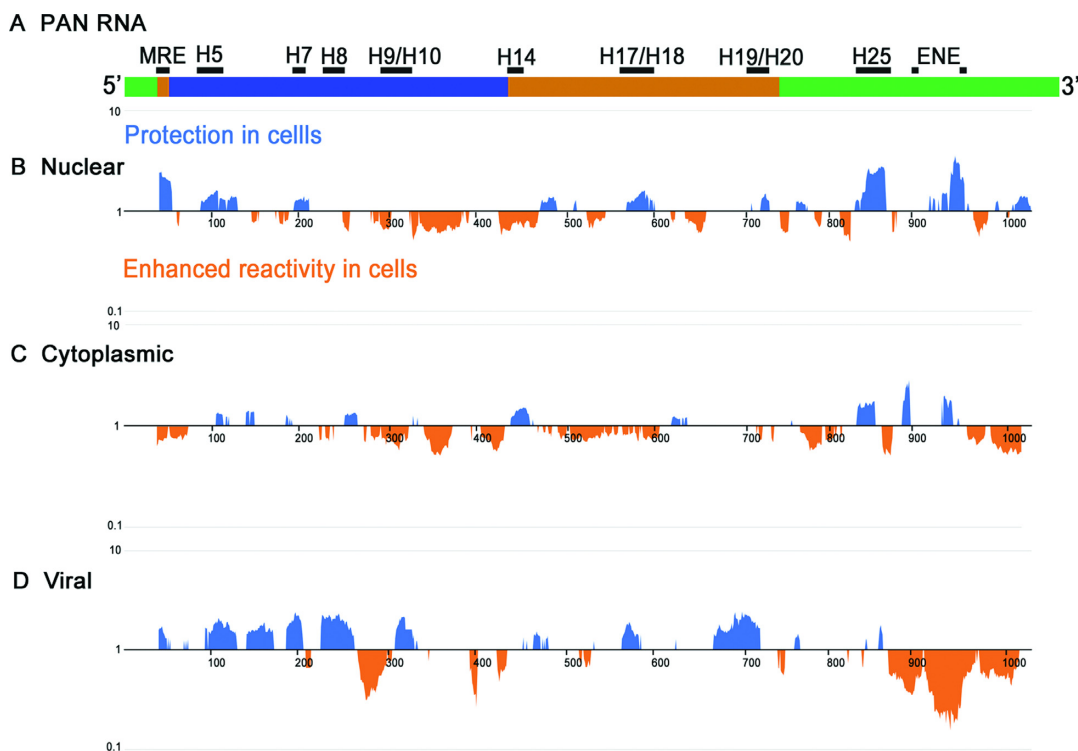 A PAN RNA
MRE H5 H7 H8 H9/H10 H14 H17/H18 H19/H20 H25 ENE
5' 3'
10
Protection in cellls
B Nuclear
1
100 200 300 400 500 600 700 800 900 1000
Enhanced reactivity in cells
0.1
10
C Cytoplasmic
1
100 200 300 400 500 600 700 800 900 1000
0.1
10
D Viral
1
100 200 300 400 500 600 700 800 900 1000
0.1